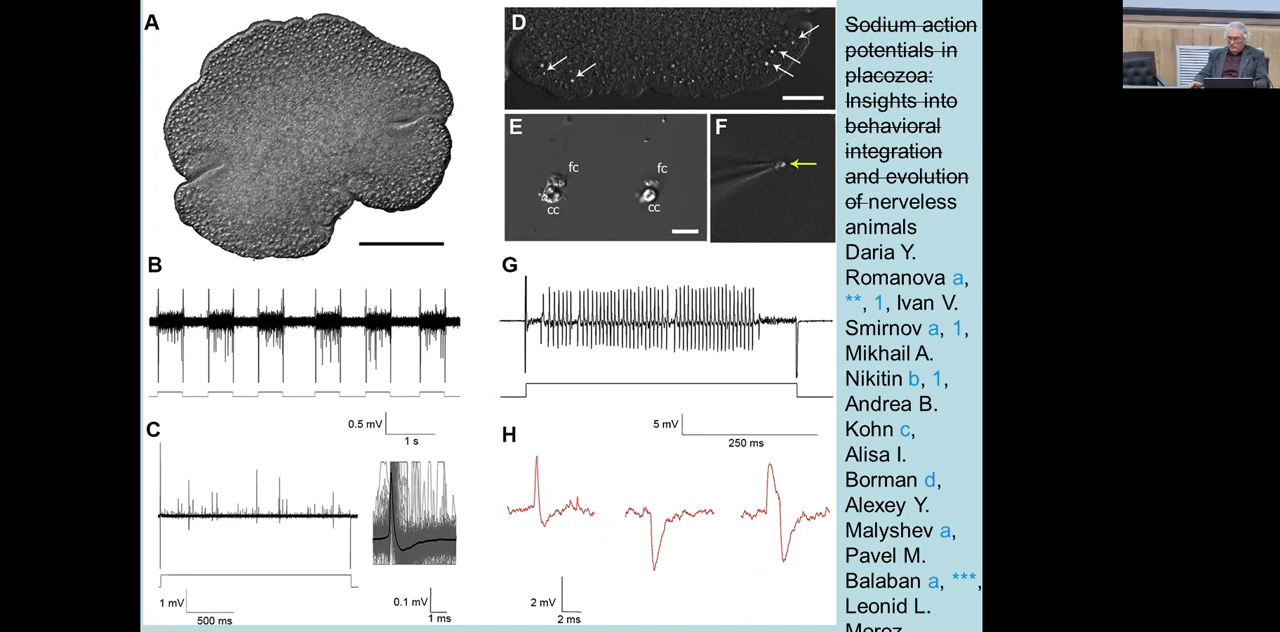 A
D
E
fc
fc
cc
cc
F
B
0.5 mV
1 s
G
5 mV
250 ms
C
1 mV
500 ms
0.1 mV
1 ms
H
2 mV
2 ms
Sodium action
potentials in
placozoa:
Insights into
behavioral
integration
and evolution
of nerveless
animals
Daria Y.
Romanova a,
**, 1, Ivan V.
Smirnov a, 1,
Mikhail A.
Nikitin b, 1,
Andrea B.
Kohn c,
Alisa I.
Borman d,
Alexey Y.
Malyshev a,
Pavel M.
Balaban a, ***,
Leonid L.